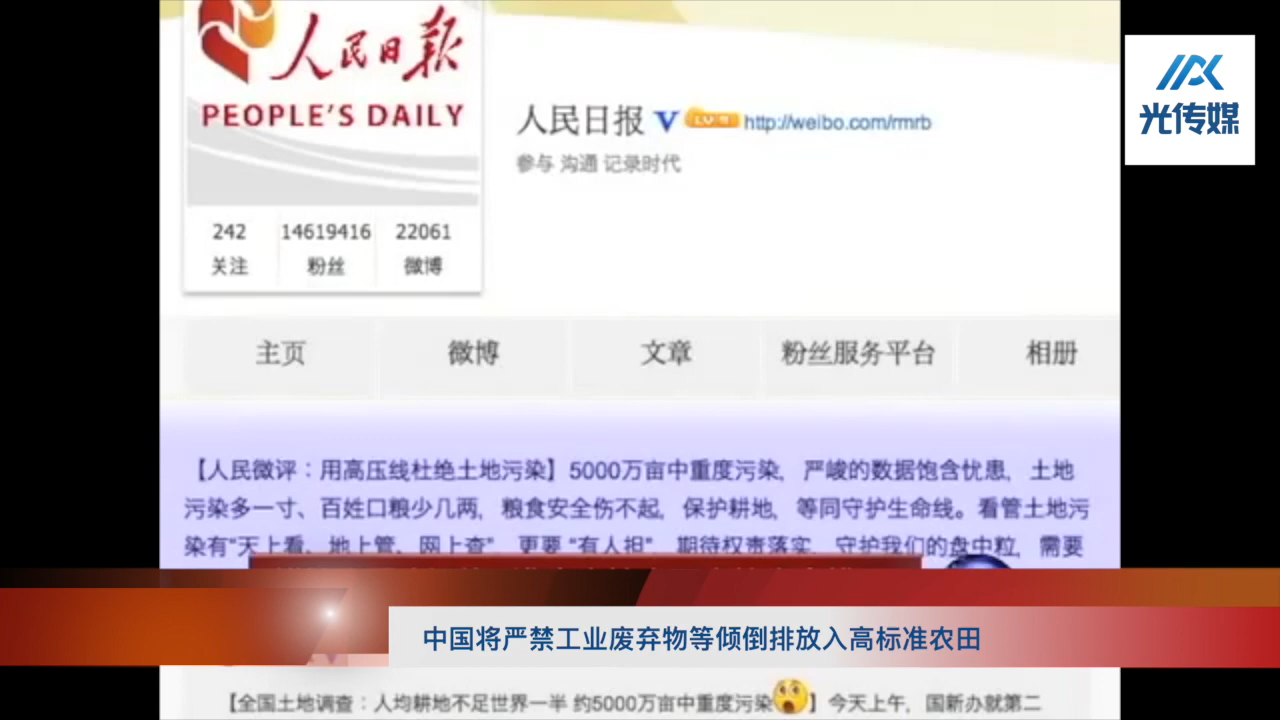 人民日报
PEOPLE'S DAILY
人民日报 V http://weibo.com/rmrb
参与 沟通 记录时代
光传媒
242 14619416 22061
关注 粉丝 微博
主页 微博 文章 粉丝服务平台 相册
【人民微评：用高压线杜绝土地污染】5000万亩中重度污染，严峻的数据饱含忧患，土地
污染多一寸、百姓口粮少几两，粮食安全伤不起，保护耕地，等同守护生命线。看管土地污
染有“天上看、地上管、网上查”，更要“有人担”，期待权责落实，守护我们的盘中粒，需要
中国将严禁工业废弃物等倾倒排放入高标准农田
【全国土地调查：人均耕地不足世界一半 约5000万亩中重度污染】今天上午，国新办就第二